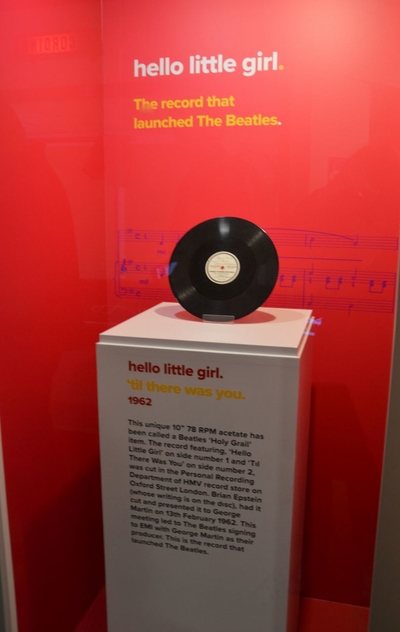 hello little girl.
The record that
launched The Beatles.
hello little girl.
'til there was you.
1962
This unique 10" 78 RPM acetate has
been called a Beatles 'Holy Grail'
item. The record featuring, 'Hello
Little Girl' on side number 1 and 'Til
There Was You' on side number 2,
was cut in the Personal Recording
Department of HMV record store on
Oxford Street London. Brian Epstein
(whose writing is on the disc), had it
cut and presented it to George
Martin on 13th February 1962. This
meeting led to The Beatles signing
to EMI with George Martin as their
producer. This is the record that
launched The Beatles.